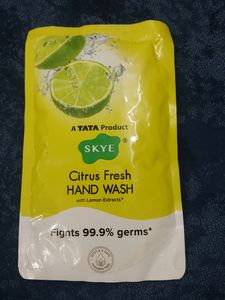 A TATA Product
SKYE®
Citrus Fresh
HAND WASH
with Lemon Extracts*
Fights 99.9% germs*